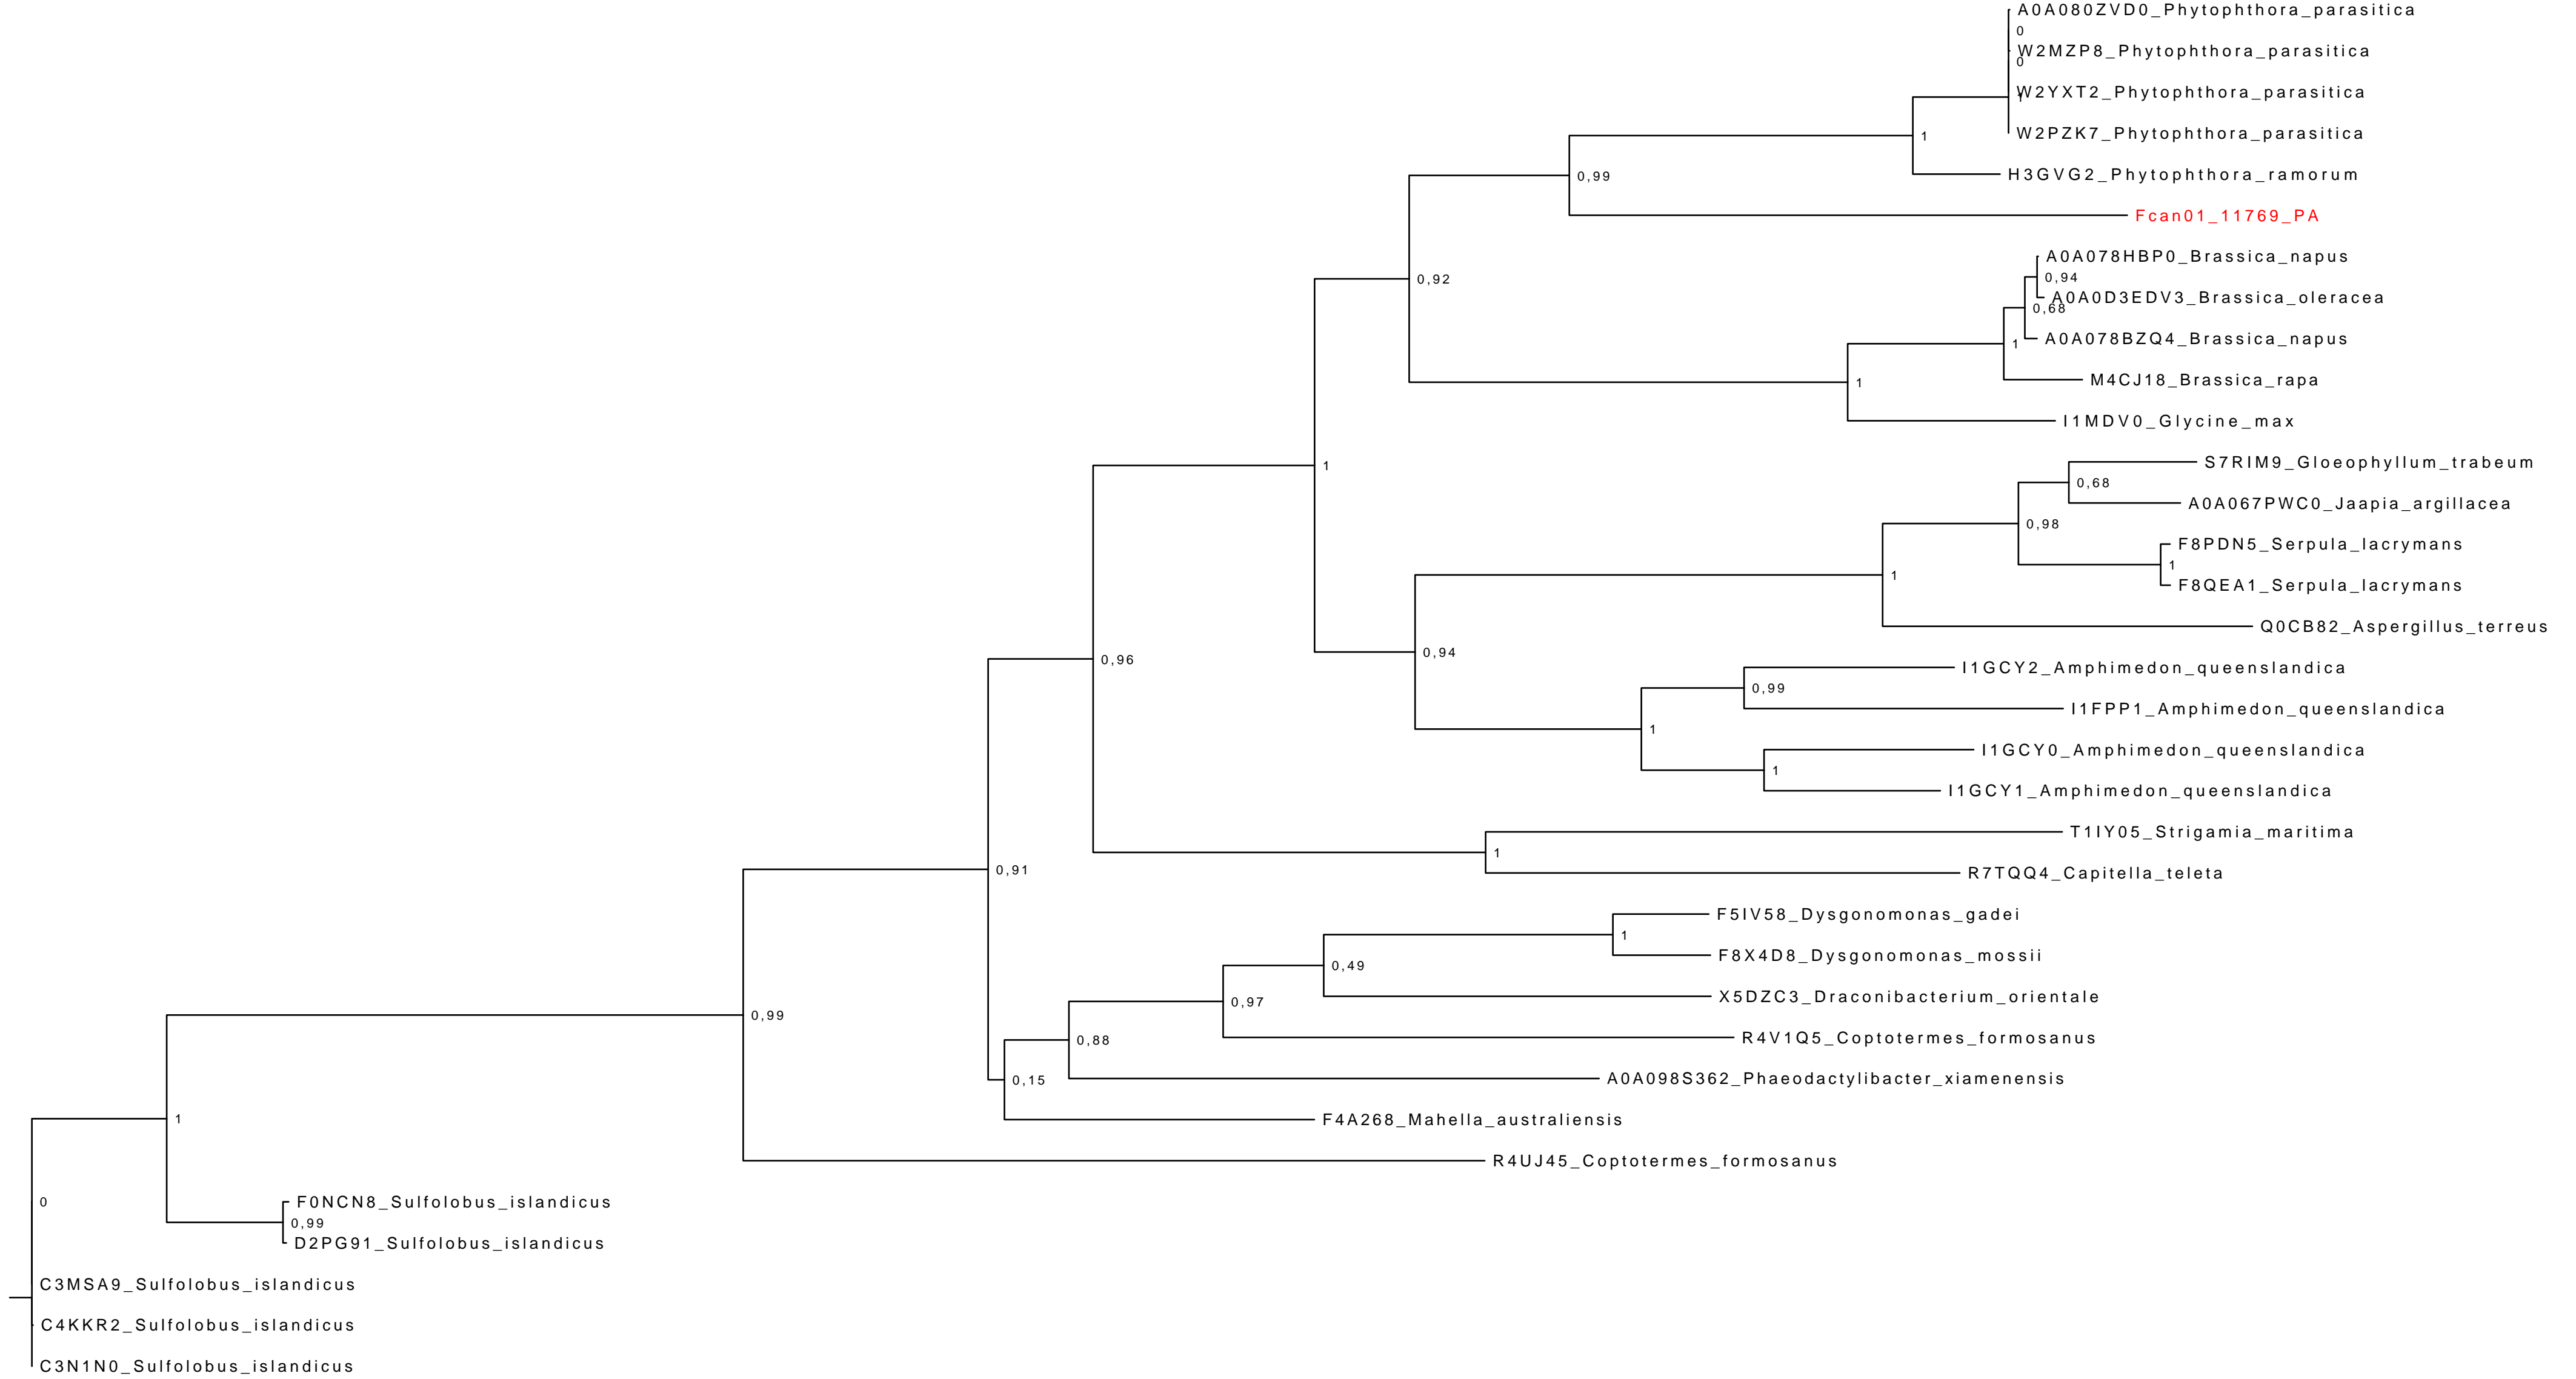 A0A080ZVD0_Phytophthora_parasitica
0
W2MZP8_Phytophthora_parasitica
0
W2YXT2_Phytophthora_parasitica
1
W2PZK7_Phytophthora_parasitica
1
H3GVG2_Phytophthora_ramorum
0,99
Fcan01_11769_PA
A0A078HBP0_Brassica_napus
0,94
0,92
A0A0D3EDV3_Brassica_oleracea
0,68
A0A078BZQ4_Brassica_napus
1
M4CJ18_Brassica_rapa
1
I1MDV0_Glycine_max
S7RIM9_Gloeophyllum_trabeum
1
0,68
A0A067PWC0_Jaapia_argillacea
0,98
F8PDN5_Serpula_lacrymans
1
1
F8QEA1_Serpula_lacrymans
Q0CB82_Aspergillus_terreus
0,94
0,96
I1GCY2_Amphimedon_queenslandica
0,99
I1FPP1_Amphimedon_queenslandica
1
I1GCY0_Amphimedon_queenslandica
1
I1GCY1_Amphimedon_queenslandica
T1IY05_Strigamia_maritima
1
0,91
R7TQQ4_Capitella_teleta
F5IV58_Dysgonomonas_gadei
1
F8X4D8_Dysgonomonas_mossii
0,49
X5DZC3_Draconibacterium_orientale
0,97
0,99
R4V1Q5_Coptotermes_formosanus
0,88
A0A098S362_Phaeodactylibacter_xiamenensis
0,15
1
F4A268_Mahella_australiensis
R4UJ45_Coptotermes_formosanus
0
F0NCN8_Sulfolobus_islandicus
0,99
D2PG91_Sulfolobus_islandicus
C3MSA9_Sulfolobus_islandicus
C4KKR2_Sulfolobus_islandicus
C3N1N0_Sulfolobus_islandicus